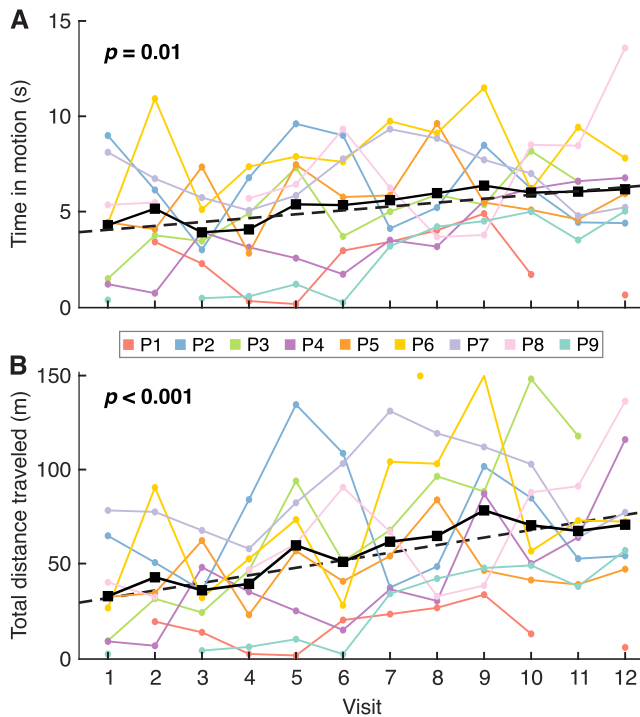 A
15
p = 0.01
10
5
0
Time in motion (s)
P1 P2 P3 P4 P5 P6 P7 P8 P9
B
150
p < 0.001
100
50
0
Total distance traveled (m)
1 2 3 4 5 6 7 8 9 10 11 12
Visit